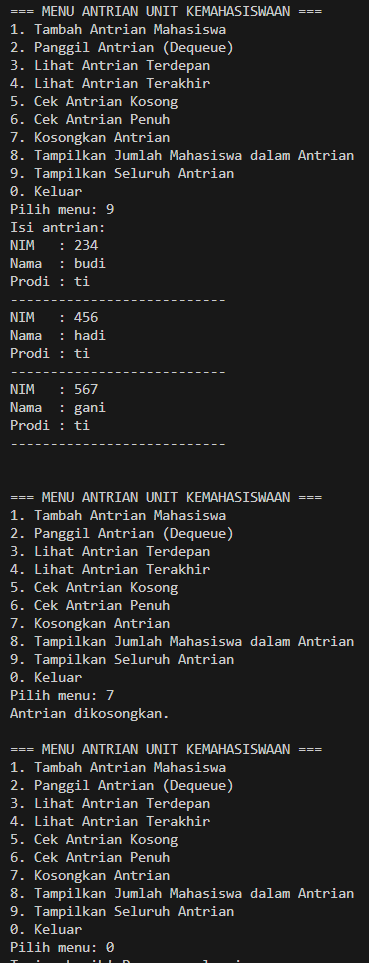 === MENU ANTRIAN UNIT KEMAHASISWAAN ===
1. Tambah Antrian Mahasiswa
2. Panggil Antrian (Dequeue)
3. Lihat Antrian Terdepan
4. Lihat Antrian Terakhir
5. Cek Antrian Kosong
6. Cek Antrian Penuh
7. Kosongkan Antrian
8. Tampilkan Jumlah Mahasiswa dalam Antrian
9. Tampilkan Seluruh Antrian
0. Keluar
Pilih menu: 9
Isi antrian:
NIM   : 234
Nama  : budi
Prodi : ti
---------------------------
NIM   : 456
Nama  : hadi
Prodi : ti
---------------------------
NIM   : 567
Nama  : gani
Prodi : ti
---------------------------
=== MENU ANTRIAN UNIT KEMAHASISWAAN ===
1. Tambah Antrian Mahasiswa
2. Panggil Antrian (Dequeue)
3. Lihat Antrian Terdepan
4. Lihat Antrian Terakhir
5. Cek Antrian Kosong
6. Cek Antrian Penuh
7. Kosongkan Antrian
8. Tampilkan Jumlah Mahasiswa dalam Antrian
9. Tampilkan Seluruh Antrian
0. Keluar
Pilih menu: 7
Antrian dikosongkan.
=== MENU ANTRIAN UNIT KEMAHASISWAAN ===
1. Tambah Antrian Mahasiswa
2. Panggil Antrian (Dequeue)
3. Lihat Antrian Terdepan
4. Lihat Antrian Terakhir
5. Cek Antrian Kosong
6. Cek Antrian Penuh
7. Kosongkan Antrian
8. Tampilkan Jumlah Mahasiswa dalam Antrian
9. Tampilkan Seluruh Antrian
0. Keluar
Pilih menu: 0